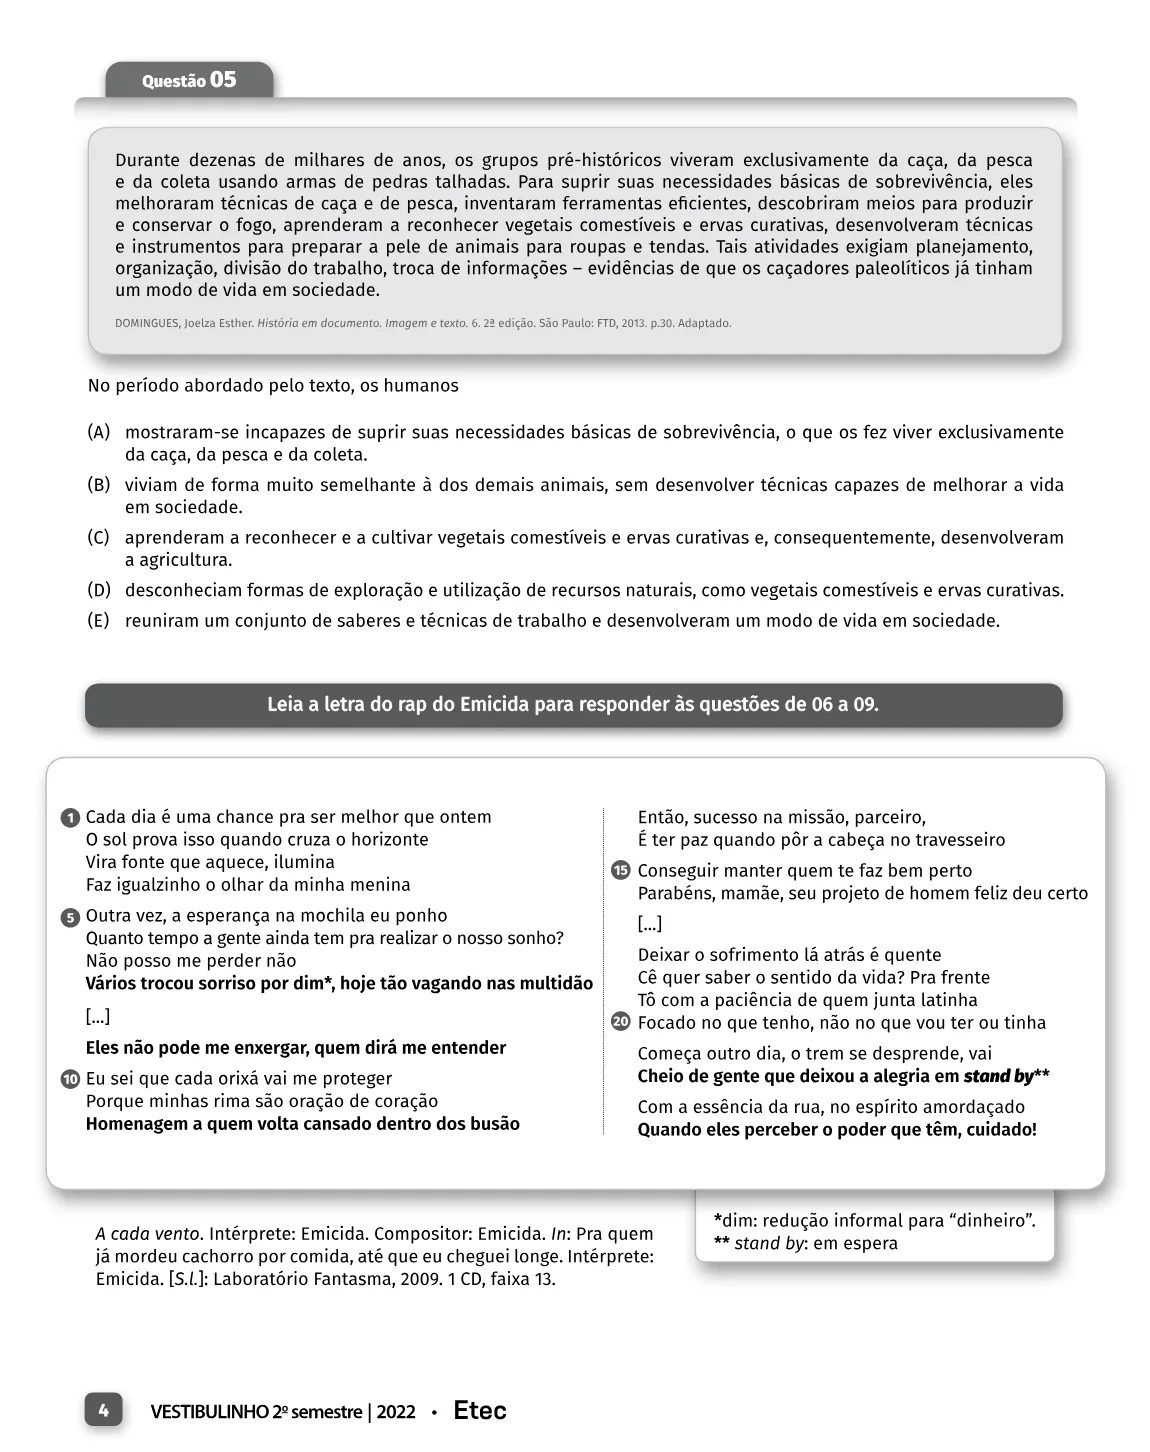 Questão 05
Durante dezenas de milhares de anos, os grupos pré-históricos viveram exclusivamente da caça, da pesca
e da coleta usando armas de pedras talhadas. Para suprir suas necessidades básicas de sobrevivência, eles
melhoraram técnicas de caça e de pesca, inventaram ferramentas eficientes, descobriram meios para produzir
e conservar o fogo, aprenderam a reconhecer vegetais comestíveis e ervas curativas, desenvolveram técnicas
e instrumentos para preparar a pele de animais para roupas e tendas. Tais atividades exigiam planejamento,
organização, divisão do trabalho, troca de informações – evidências de que os caçadores paleolíticos já tinham
um modo de vida em sociedade.
DOMINGUES, Joelza Esther. História em documento. Imagem e texto. 6. 2ª edição. São Paulo: FTD, 2013. p.30. Adaptado.
No período abordado pelo texto, os humanos
(A) mostraram-se incapazes de suprir suas necessidades básicas de sobrevivência, o que os fez viver exclusivamente
da caça, da pesca e da coleta.
(B) viviam de forma muito semelhante à dos demais animais, sem desenvolver técnicas capazes de melhorar a vida
em sociedade.
(C) aprenderam a reconhecer e a cultivar vegetais comestíveis e ervas curativas e, consequentemente, desenvolveram
a agricultura.
(D) desconheciam formas de exploração e utilização de recursos naturais, como vegetais comestíveis e ervas curativas.
(E) reuniram um conjunto de saberes e técnicas de trabalho e desenvolveram um modo de vida em sociedade.
Leia a letra do rap do Emicida para responder às questões de 06 a 09.
1 Cada dia é uma chance pra ser melhor que ontem
O sol prova isso quando cruza o horizonte
Vira fonte que aquece, ilumina
Faz igualzinho o olhar da minha menina
5 Outra vez, a esperança na mochila eu ponho
Quanto tempo a gente ainda tem pra realizar o nosso sonho?
Não posso me perder não
Vários trocou sorriso por dim*, hoje tão vagando nas multidão
[...]
Eles não pode me enxergar, quem dirá me entender
10 Eu sei que cada orixá vai me proteger
Porque minhas rima são oração de coração
Homenagem a quem volta cansado dentro dos busão
Então, sucesso na missão, parceiro,
É ter paz quando pôr a cabeça no travesseiro
15 Conseguir manter quem te faz bem perto
Parabéns, mamãe, seu projeto de homem feliz deu certo
[...]
Deixar o sofrimento lá atrás é quente
Cê quer saber o sentido da vida? Pra frente
Tô com a paciência de quem junta latinha
20 Focado no que tenho, não no que vou ter ou tinha
Começa outro dia, o trem se desprende, vai
Cheio de gente que deixou a alegria em stand by**
Com a essência da rua, no espírito amordaçado
Quando eles perceber o poder que têm, cuidado!
*dim: redução informal para “dinheiro”.
** stand by: em espera
A cada vento. Intérprete: Emicida. Compositor: Emicida. In: Pra quem
já mordeu cachorro por comida, até que eu cheguei longe. Intérprete:
Emicida. [S.l.]: Laboratório Fantasma, 2009. 1 CD, faixa 13.
4 VESTIBULINHO 2º semestre | 2022 • Etec